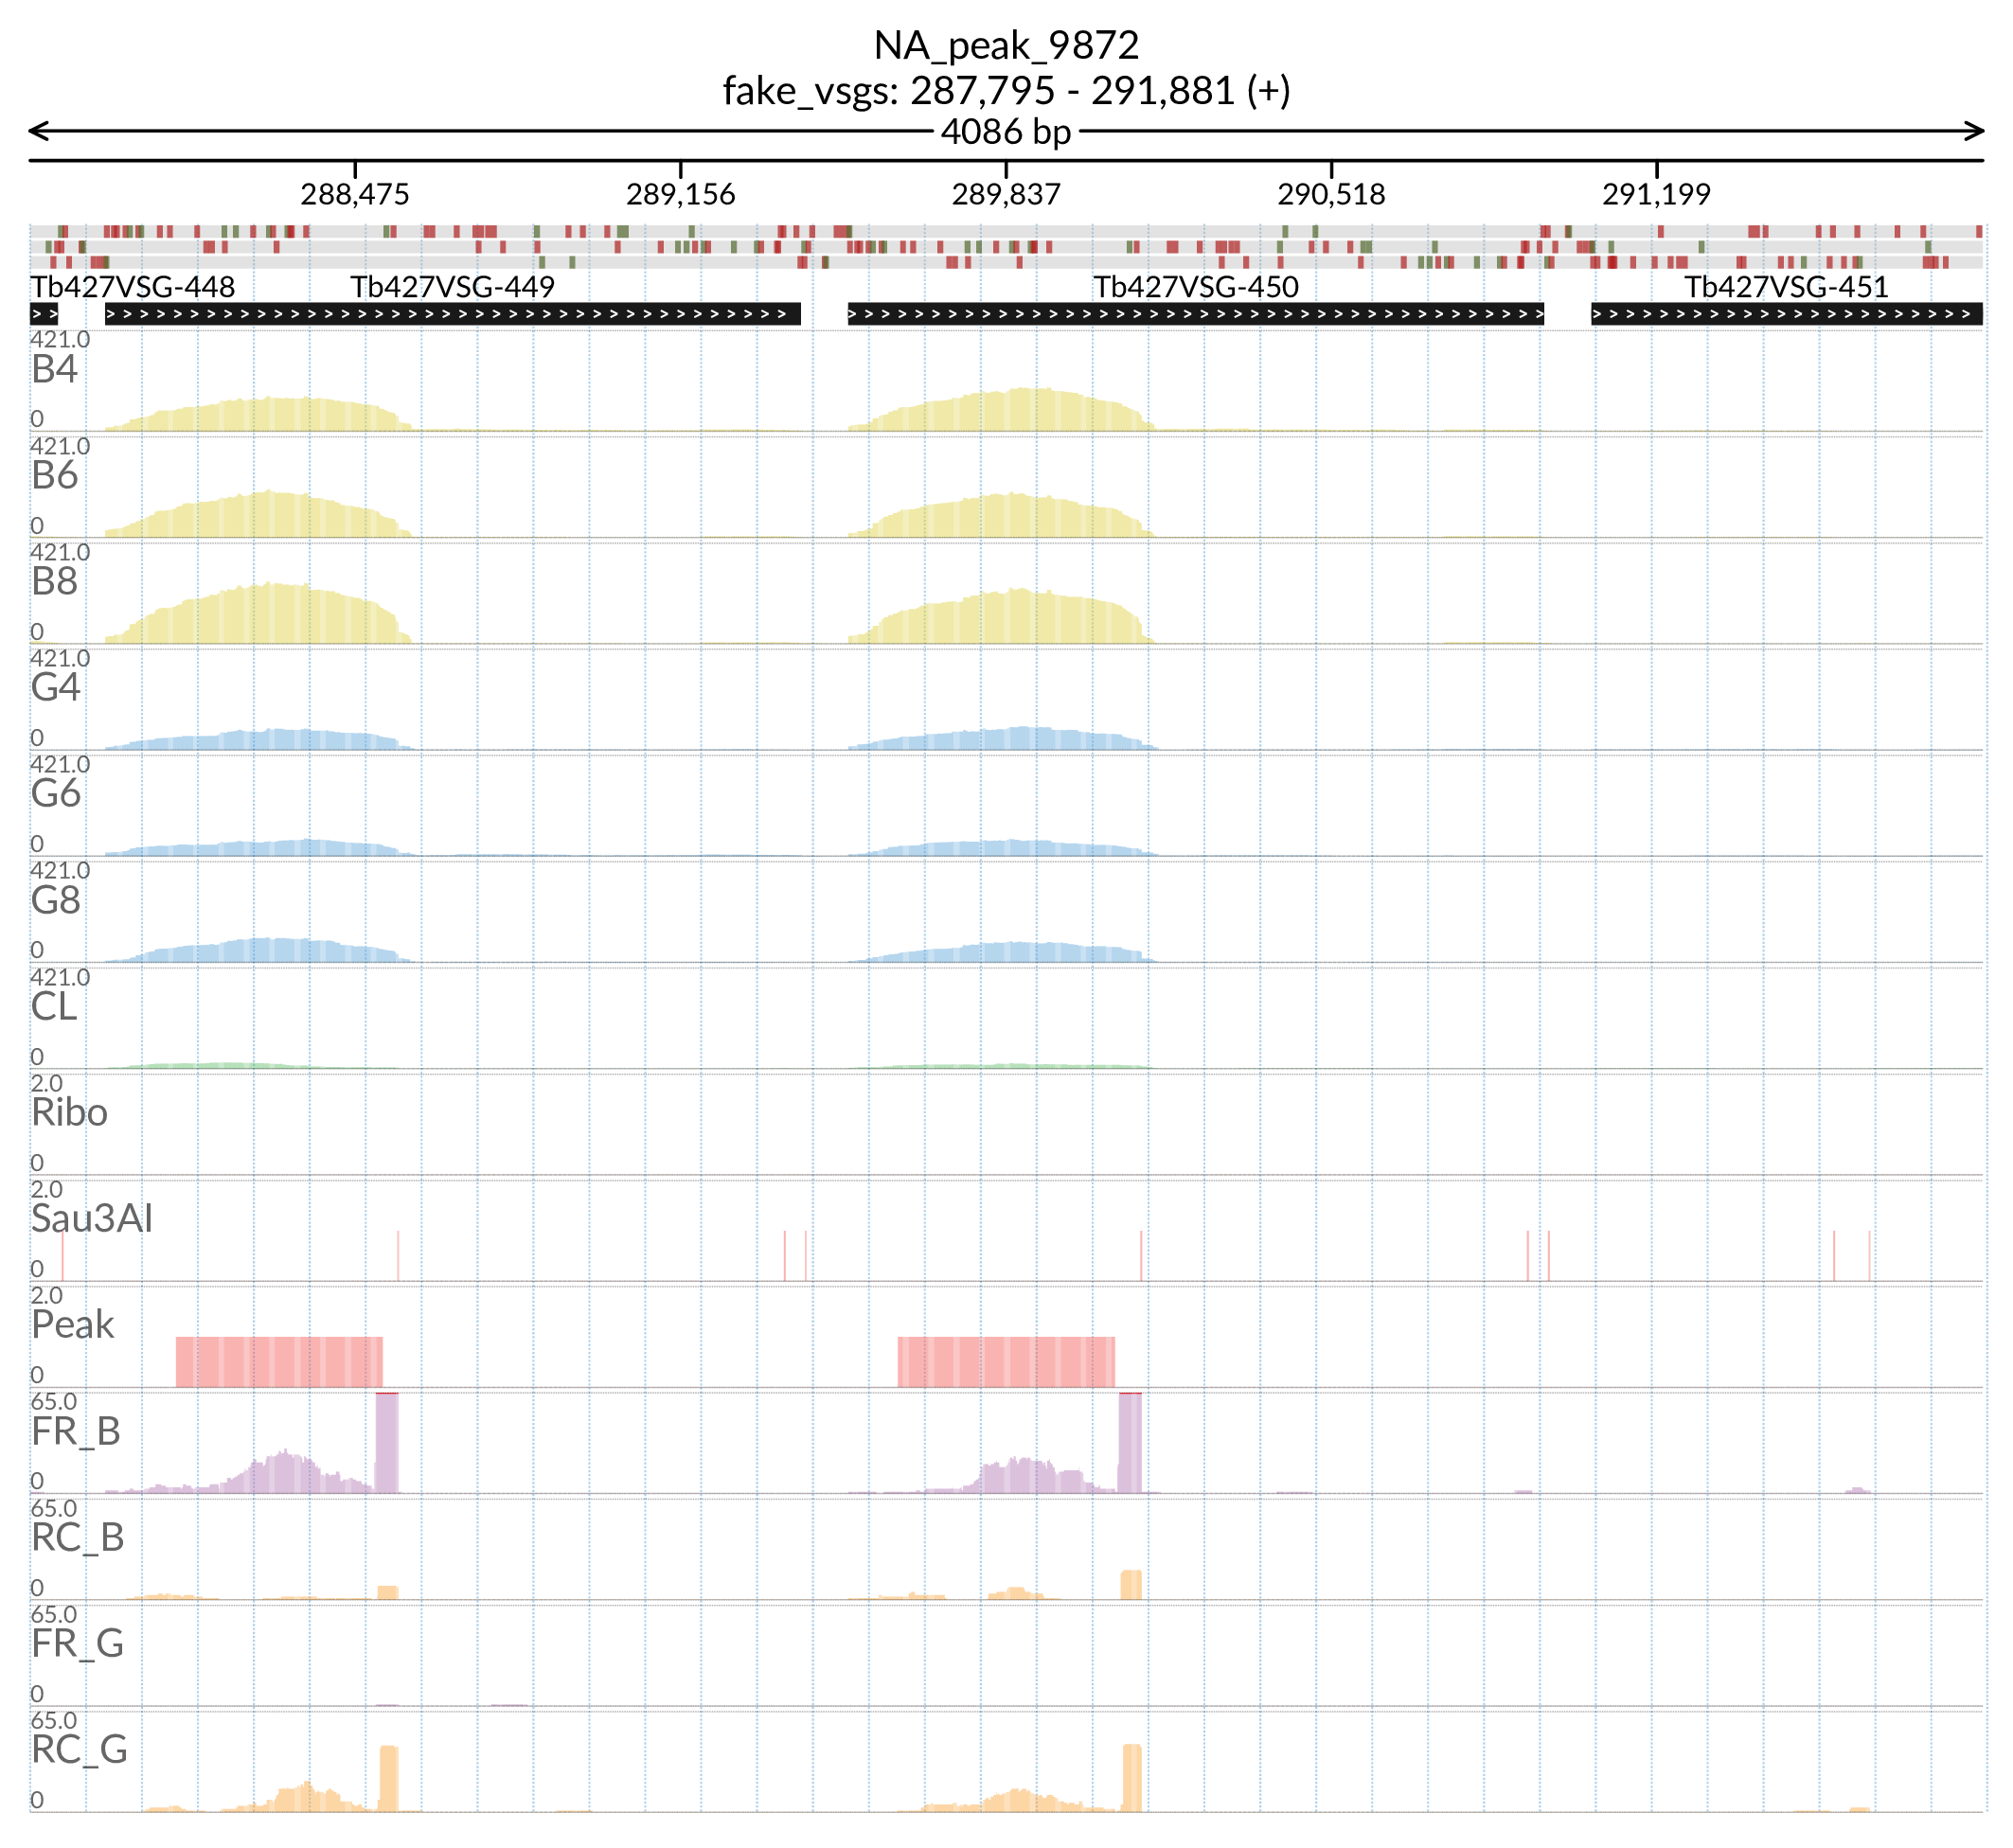 NA_peak_9872
fake_vsgs: 287,795 - 291,881 (+)
4086 bp
288,475 289,156 289,837 290,518 291,199
Tb427VSG-448 Tb427VSG-449 Tb427VSG-450 Tb427VSG-451
421.0
B4
0
421.0
B6
0
421.0
B8
0
421.0
G4
0
421.0
G6
0
421.0
G8
0
421.0
CL
0
2.0
Ribo
0
2.0
Sau3AI
0
2.0
Peak
0
65.0
FR_B
0
65.0
RC_B
0
65.0
FR_G
0
65.0
RC_G
0